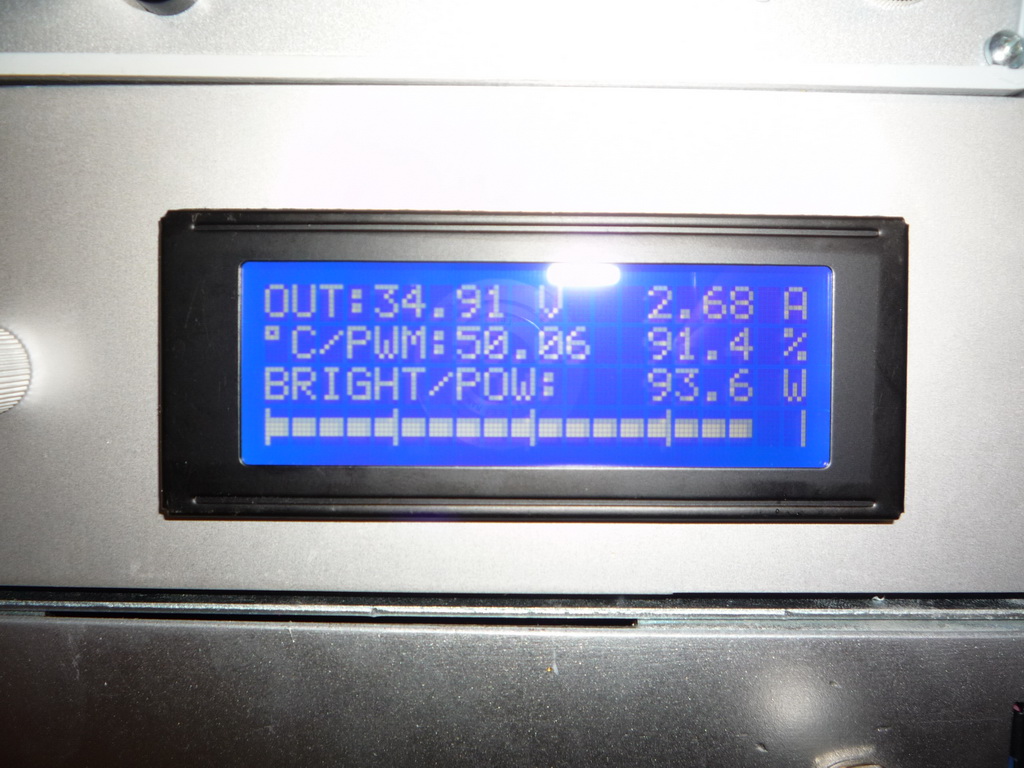 OUT:34.91 V 2.68 A
°C/PWM:50.06 91.4 %
BRIGHT/POW: 93.6 W